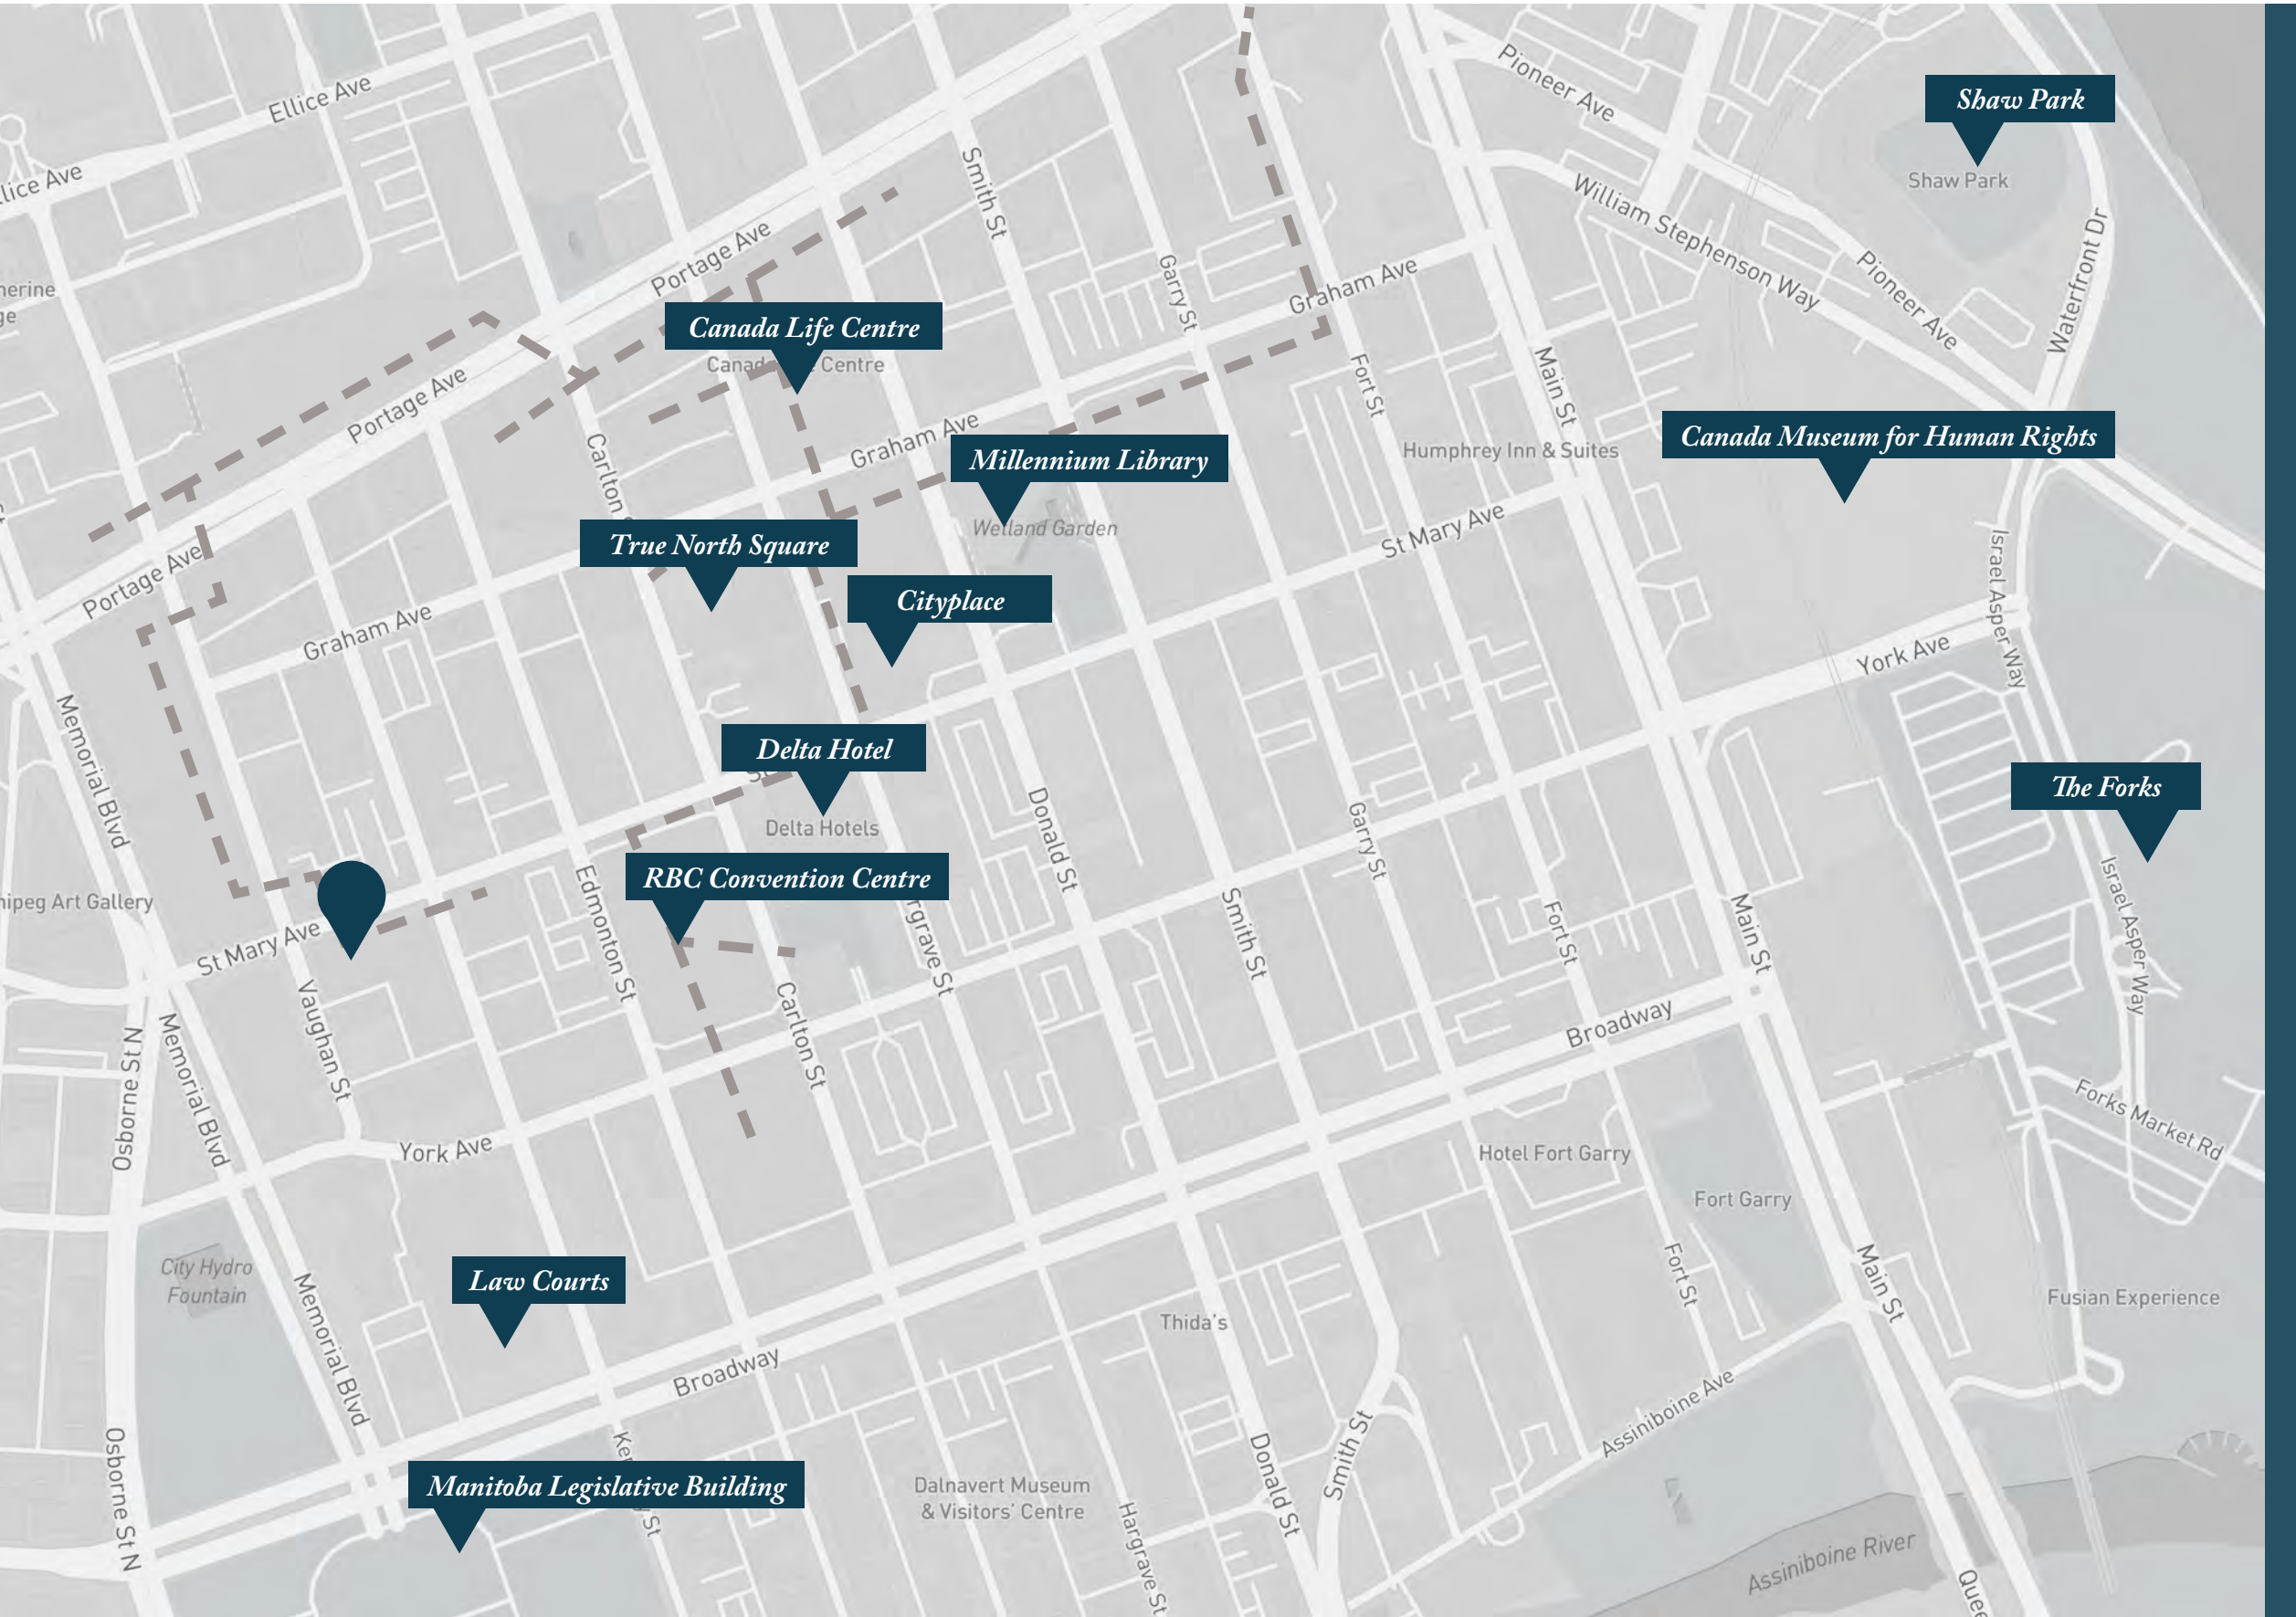 Ellice Ave
Pioneer Ave
Shaw Park
Shaw Park
Smith St
William Stephenson Way
Portage Ave
Garry St
Graham Ave
Pioneer Ave
Waterfront Dr
Canada Life Centre
Centre
Portage Ave
Fort St
Main St
Graham Ave
Millennium Library
Humphrey Inn & Suites
Canada Museum for Human Rights
Carlton
Wetland Garden
St Mary Ave
True North Square
Portage Ave
Cityplace
Israel Asper Way
Graham Ave
York Ave
Memorial Blvd
Delta Hotel
Delta Hotels
Donald St
Garry St
The Forks
RBC Convention Centre
Art Gallery
St Mary Ave
Edmonton St
Smith St
Fort St
Main St
Israel Asper Way
Vaughan St
Carlton St
Broadway
Osborne St N
Memorial Blvd
York Ave
Forks Market Rd
Hotel Fort Garry
Fort Garry
City Hydro
Fountain
Law Courts
Memorial Blvd
Thida's
Fort St
Main St
Fusian Experience
Broadway
Assiniboine Ave
Osborne St N
Manitoba Legislative Building
Dalnavert Museum
& Visitors' Centre
Hargrave St
Donald St
Smith St
Assiniboine River